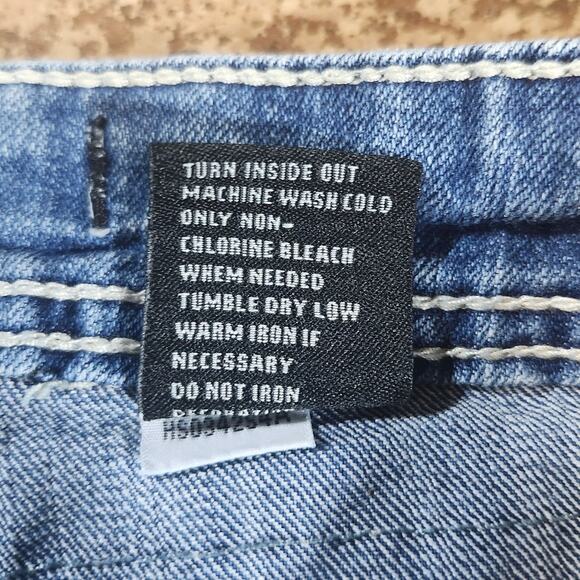 TURN INSIDE OUT
MACHINE WASH COLD
ONLY NON-
CHLORINE BLEACH
WHEM NEEDED
TUMBLE DRY LOW
WARM IRON IF
NECESSARY
DO NOT IRON